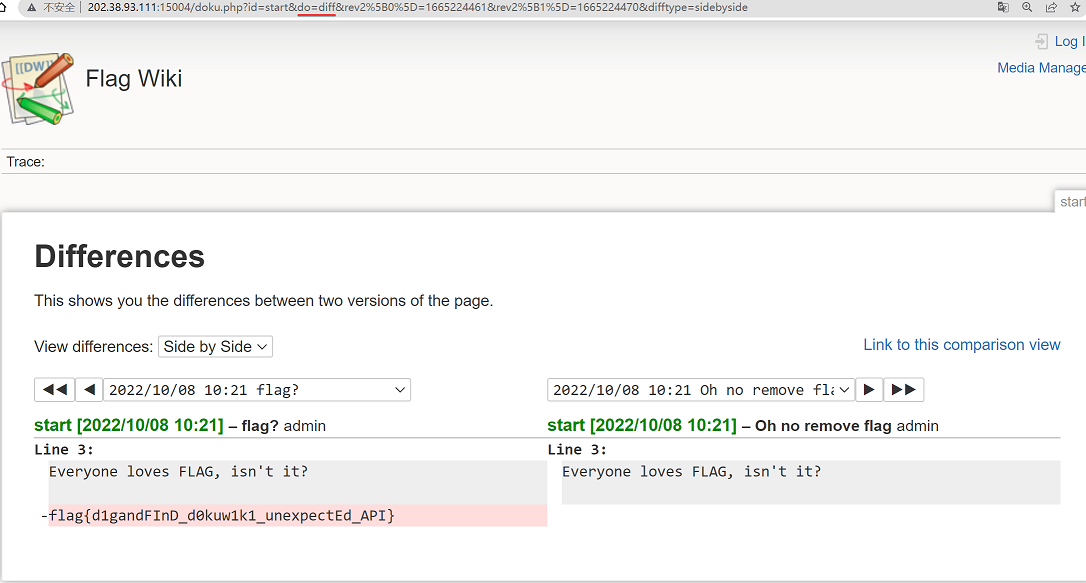 不安全 | 202.38.93.111:15004/doku.php?id=start&do=diff&rev2%5B0%5D=1665224461&rev2%5B1%5D=1665224470&difftype=sidebyside
Log I
[[DW]]
Flag Wiki
Media Manage
Trace:
start
Differences
This shows you the differences between two versions of the page.
View differences: Side by Side
Link to this comparison view
2022/10/08 10:21 flag?
2022/10/08 10:21 Oh no remove fla
start [2022/10/08 10:21] – flag? admin
start [2022/10/08 10:21] – Oh no remove flag admin
Line 3:
Line 3:
Everyone loves FLAG, isn't it?
Everyone loves FLAG, isn't it?
-flag{d1gandFInD_d0kuw1k1_unexpectEd_API}